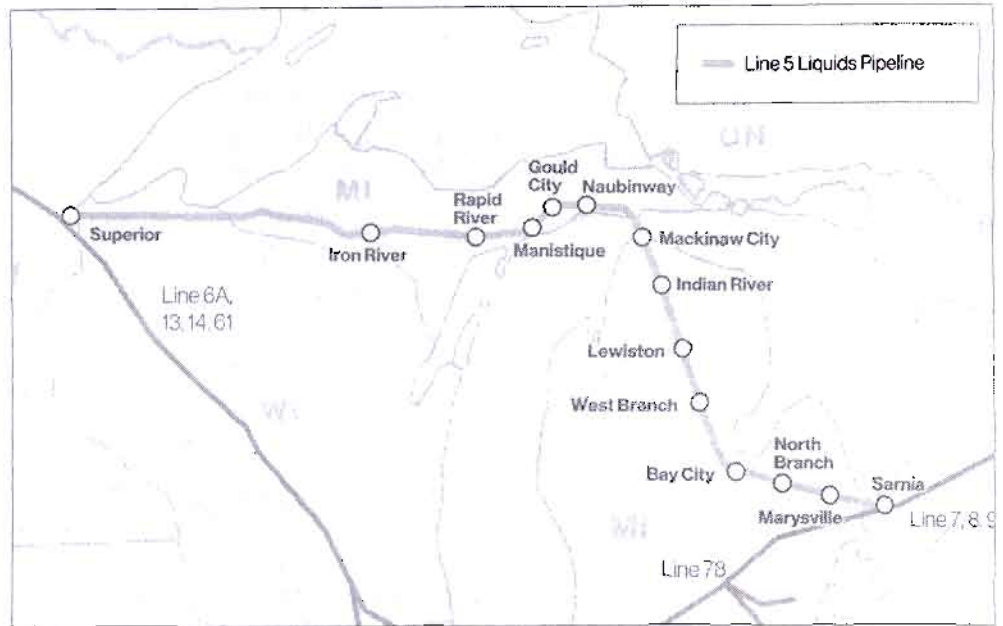 Line 5 Liquids Pipeline
ON
MI
Gould
City
Naubinway
Rapid
River
Superior
Iron River
Manistique
Mackinaw City
Indian River
Line 6A,
13, 14, 61
Lewiston
West Branch
North
Branch
Bay City
Sarnia
Marysville
Line 7, 8, 9
MI
Line 78